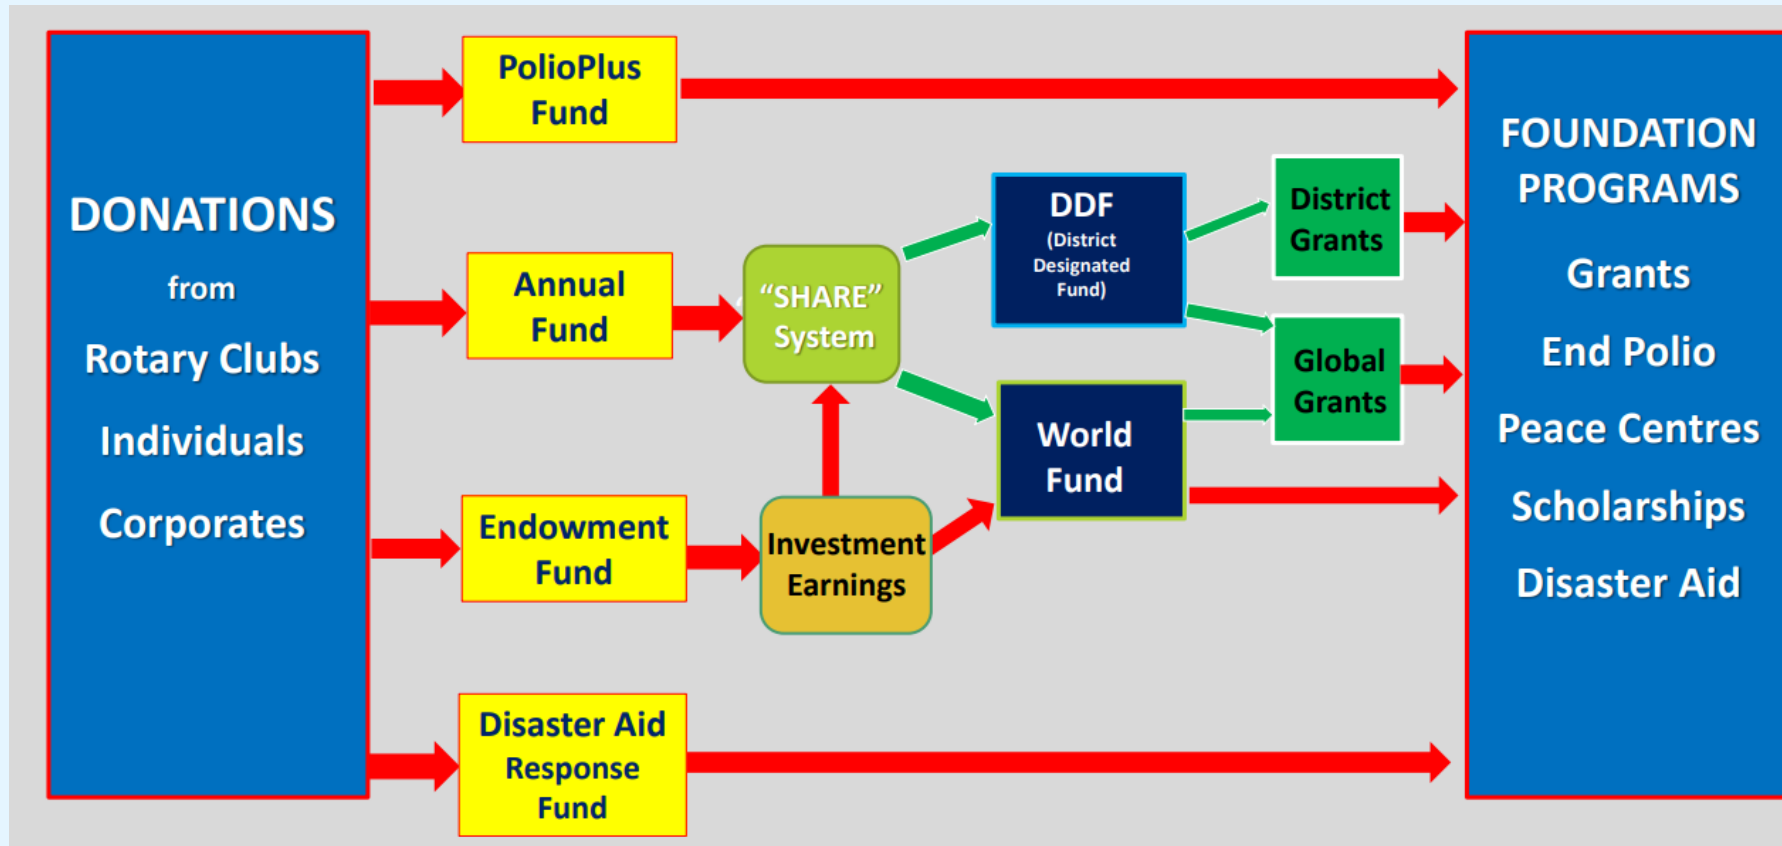 DONATIONS
from
Rotary Clubs
Individuals
Corporates
PolioPlus
Fund
Annual
Fund
Endowment
Fund
Disaster Aid
Response
Fund
“SHARE”
System
Investment
Earnings
DDF
(District
Designated
Fund)
World
Fund
District
Grants
Global
Grants
FOUNDATION
PROGRAMS
Grants
End Polio
Peace Centres
Scholarships
Disaster Aid